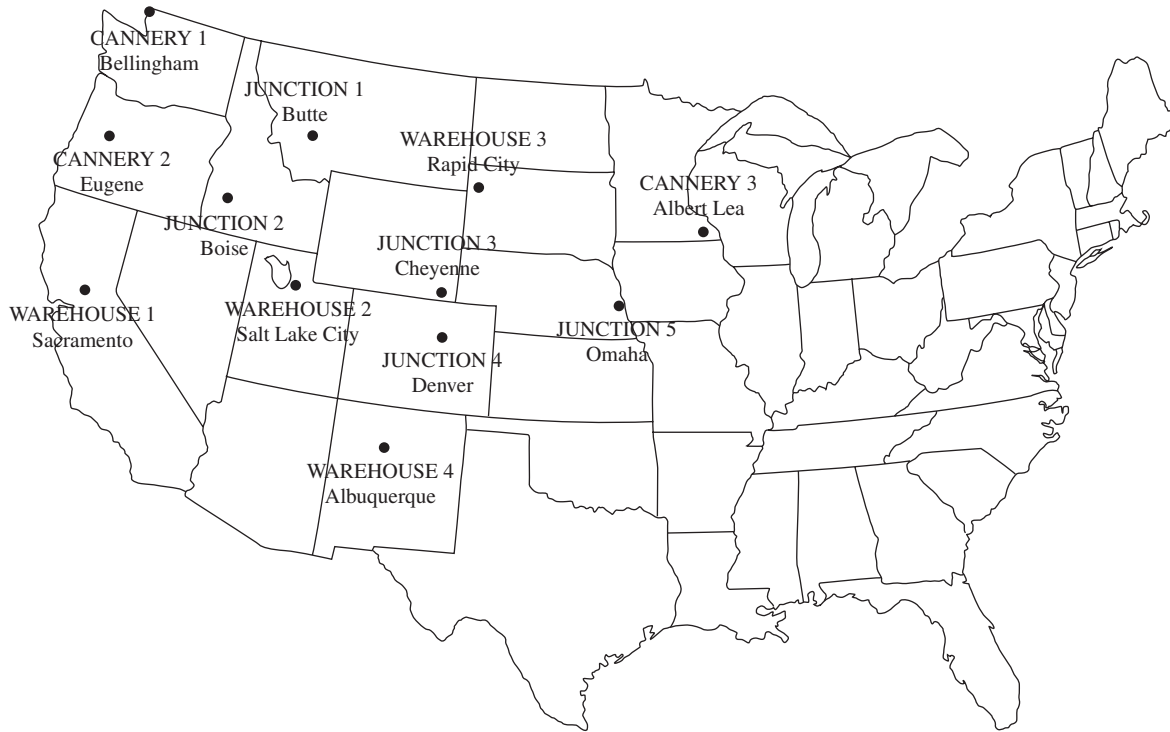 CANNERY 1
Bellingham
JUNCTION 1
Butte
WAREHOUSE 3
Rapid City
CANNERY 2
Eugene
CANNERY 3
Albert Lea
JUNCTION 2
Boise
JUNCTION 3
Cheyenne
WAREHOUSE 1
Sacramento
WAREHOUSE 2
Salt Lake City
JUNCTION 5
Omaha
JUNCTION 4
Denver
WAREHOUSE 4
Albuquerque